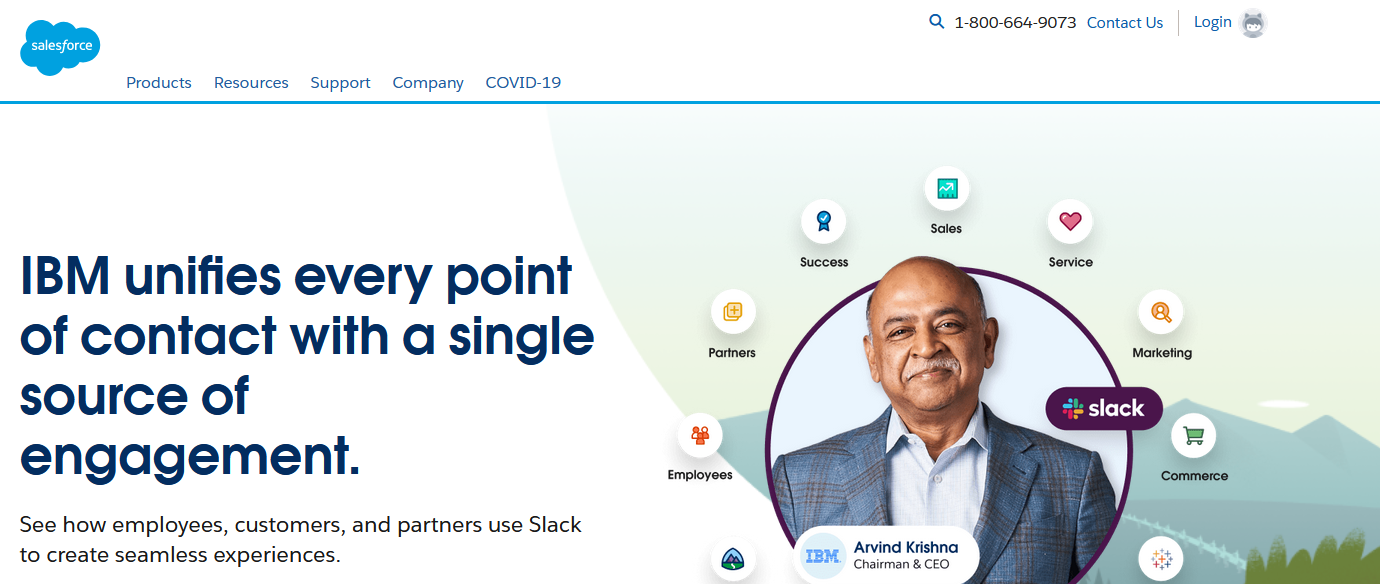 salesforce
1-800-664-9073 Contact Us Login
Products Resources Support Company COVID-19
IBM unifies every point
of contact with a single
source of
engagement.
See how employees, customers, and partners use Slack
to create seamless experiences.
Sales
Success
Service
Partners
Marketing
slack
Employees
Commerce
IBM
Arvind Krishna
Chairman & CEO